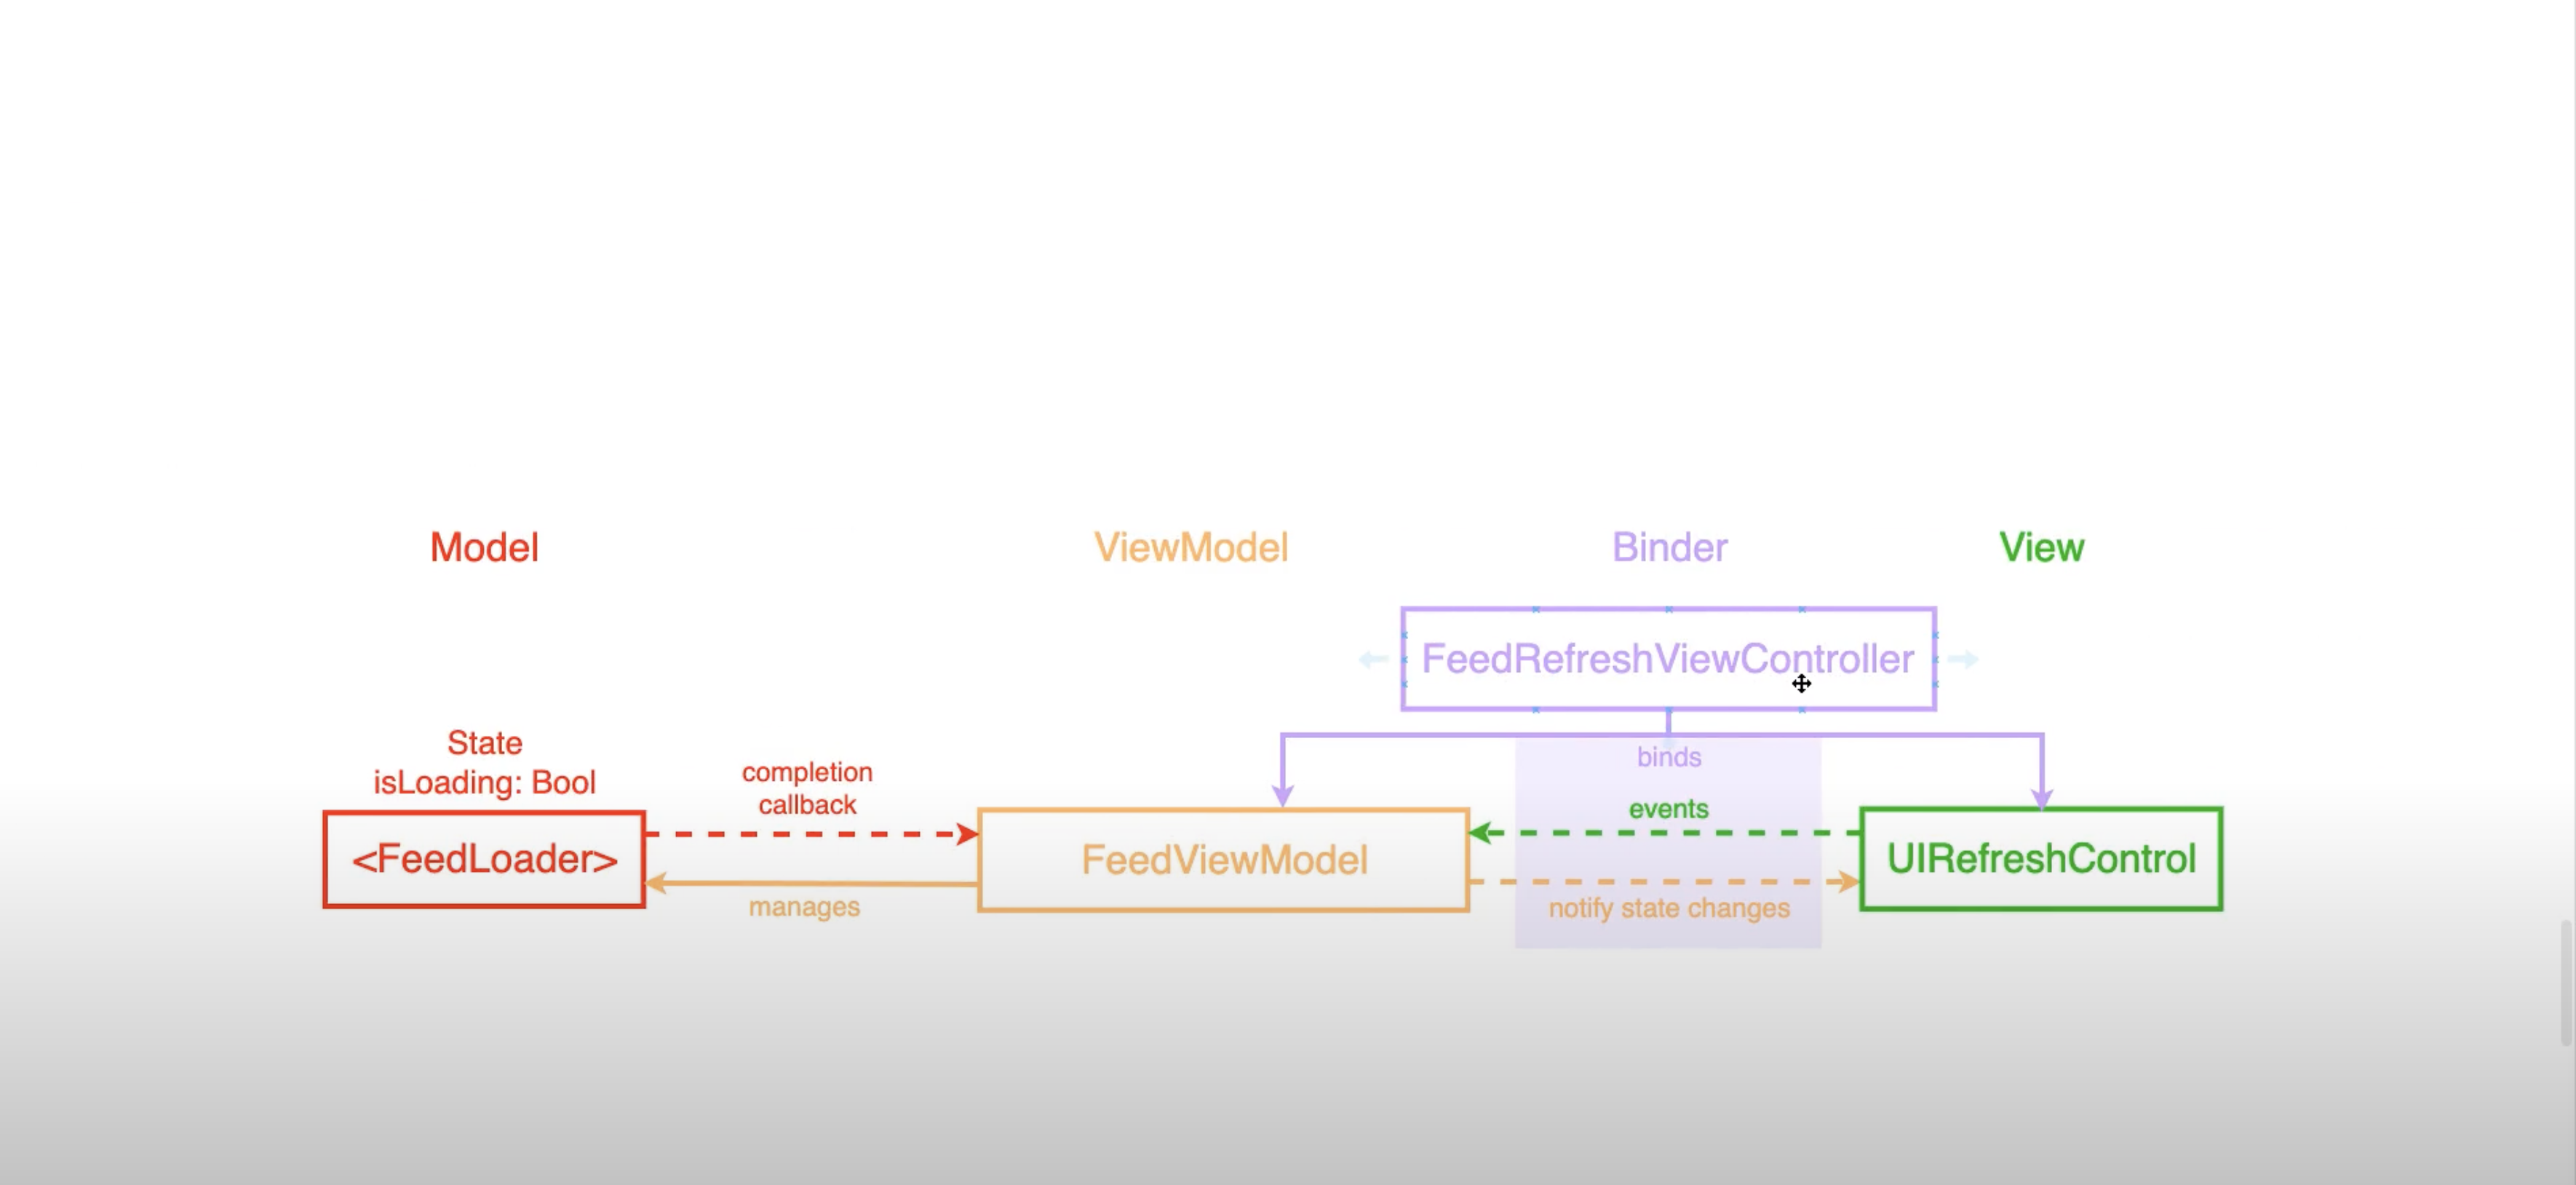 Model
ViewModel
Binder
View
FeedRefreshViewController
State
isLoading: Bool
completion
callback
binds
events
<FeedLoader>
FeedViewModel
UIRefreshControl
manages
notify state changes